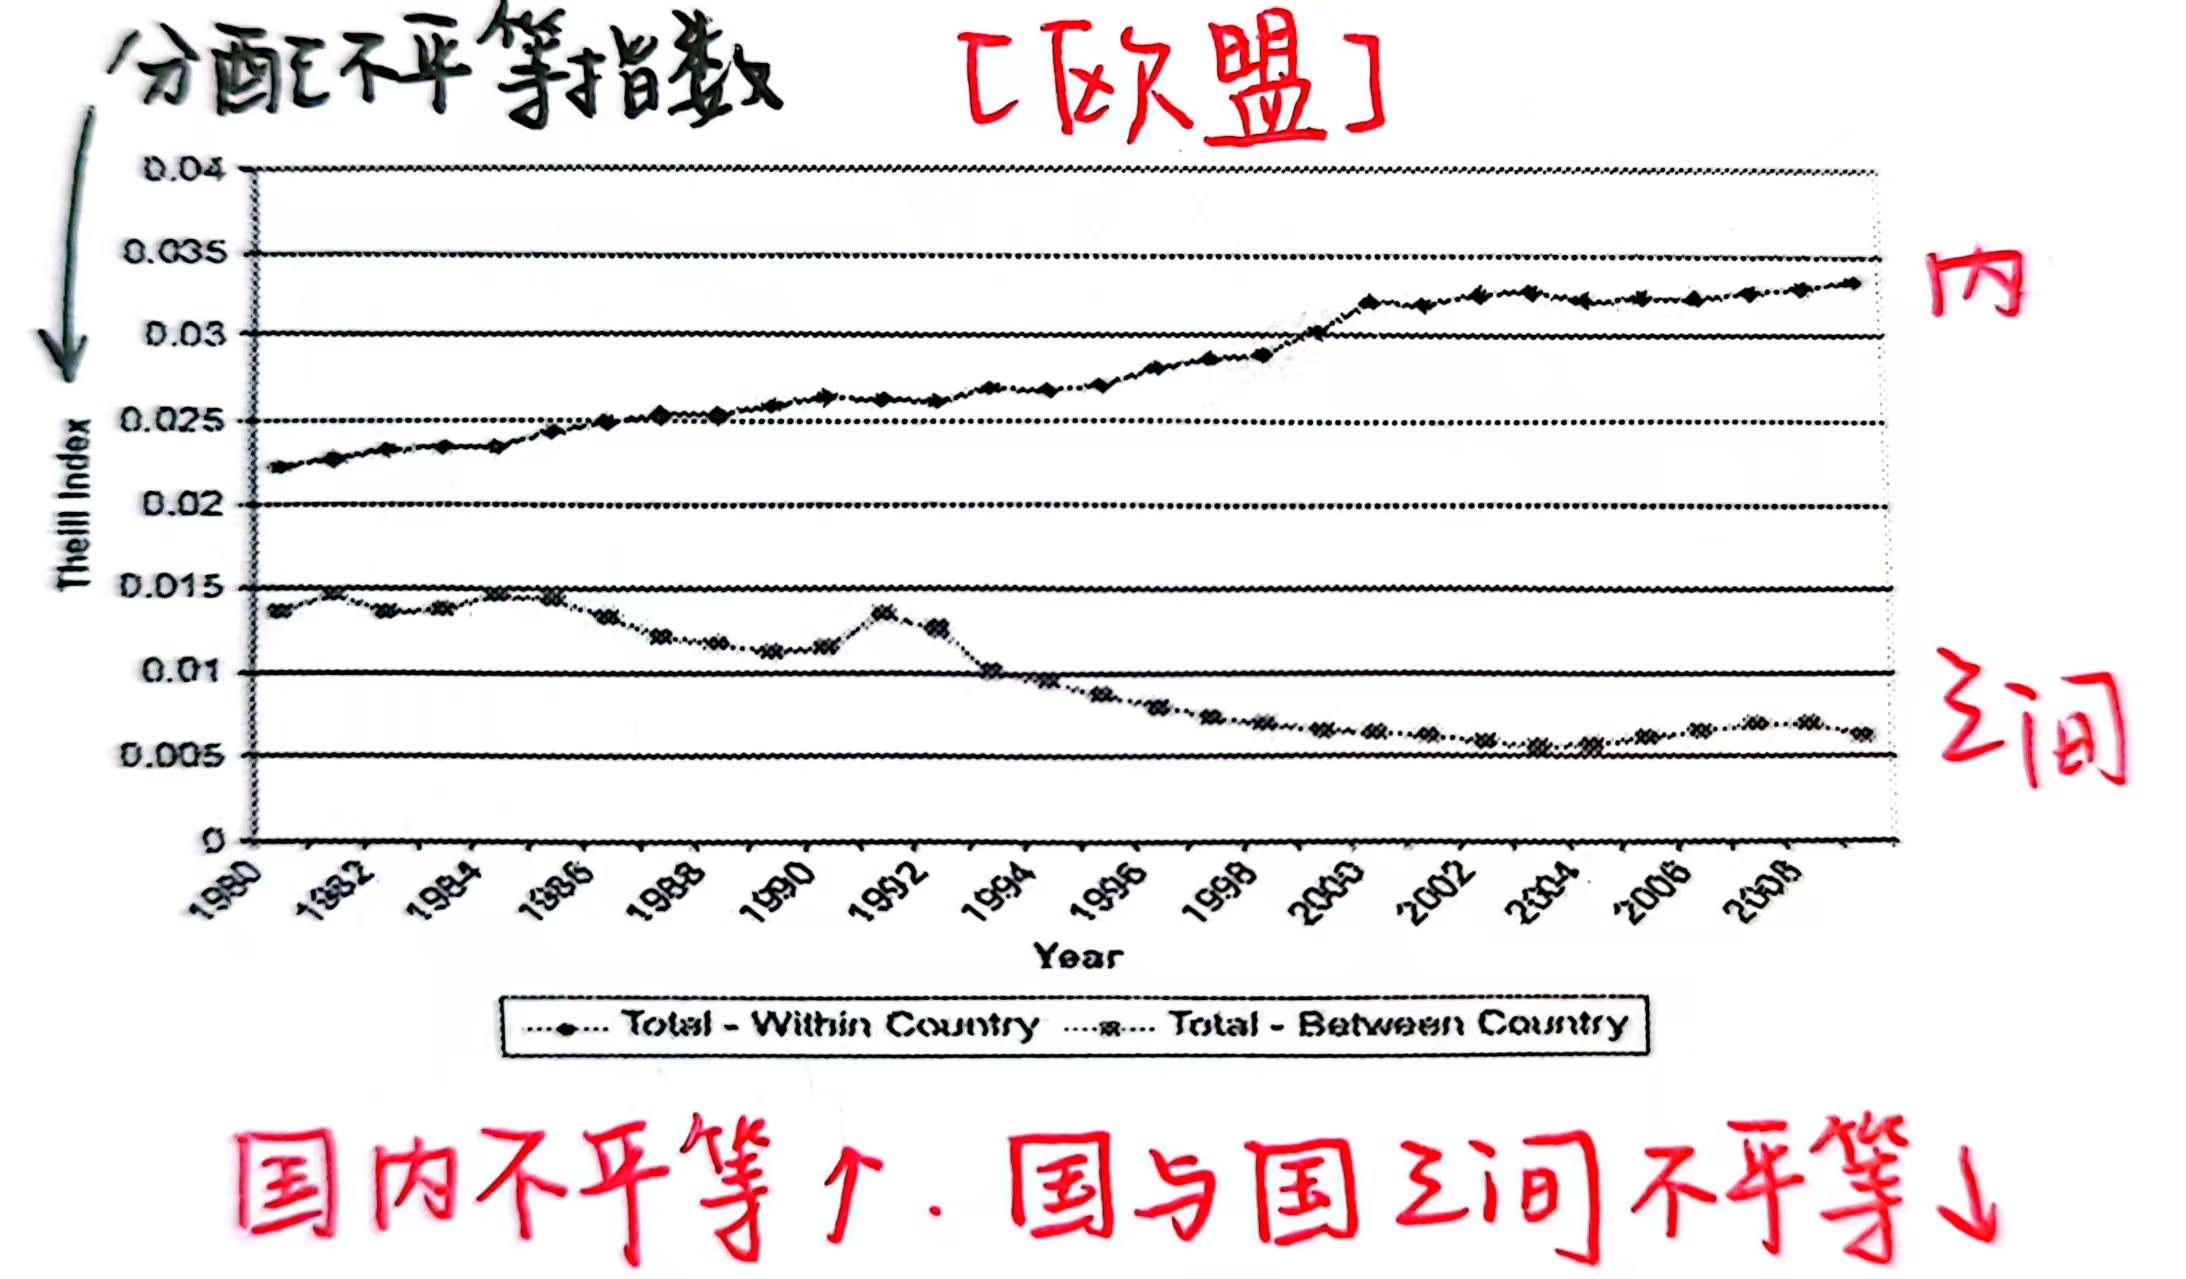 分配不平等指数 [欧盟]
0.04
0.035
内
0.03
0.025
0.02
0.015
0.01
之间
0.005
0
Theill Index
1980 1982 1984 1986 1988 1990 1992 1994 1996 1998 2000 2002 2004 2006 2008
Year
Total - Within Country Total - Between Country
国内不平等↑. 国与国之间不平等↓